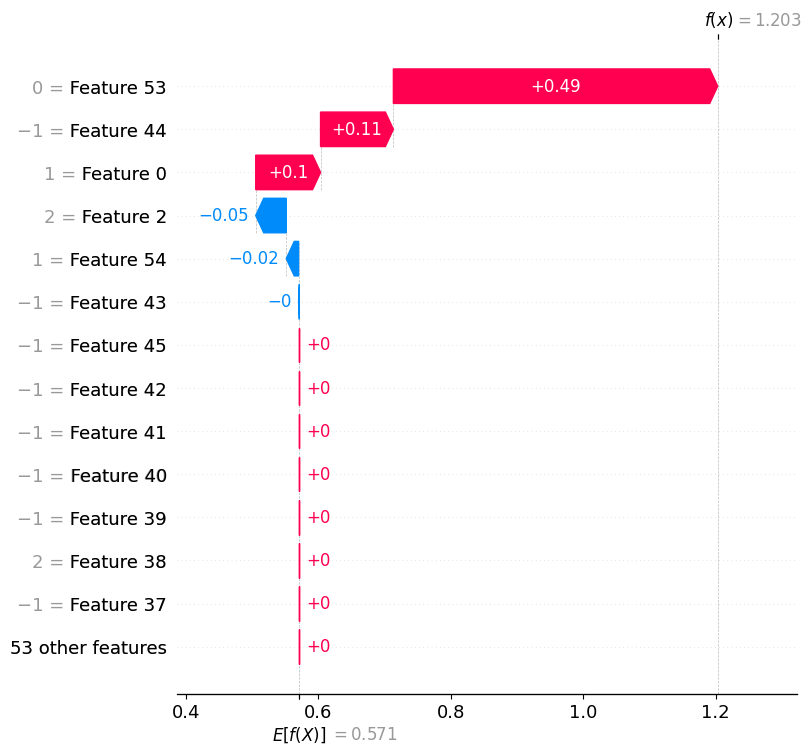 f(x) = 1.203
0 = Feature 53
+0.49
−1 = Feature 44
+0.11
1 = Feature 0
+0.1
2 = Feature 2
−0.05
1 = Feature 54
−0.02
−1 = Feature 43
−0
−1 = Feature 45
+0
−1 = Feature 42
+0
−1 = Feature 41
+0
−1 = Feature 40
+0
−1 = Feature 39
+0
2 = Feature 38
+0
−1 = Feature 37
+0
53 other features
+0
0.4 0.6 0.8 1.0 1.2
E[f(X)] = 0.571